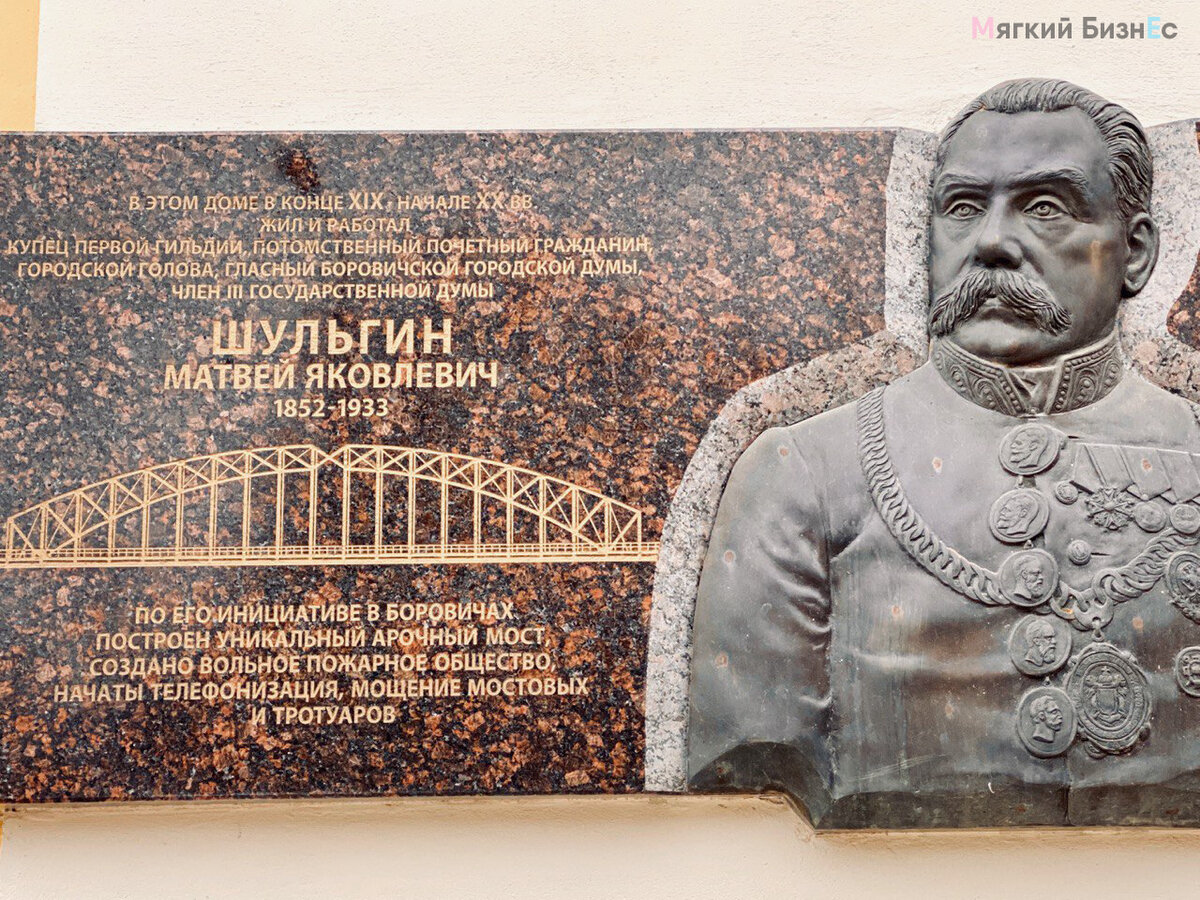 Мягкий БизнЕс
В ЭТОМ ДОМЕ В КОНЦЕ XIX - НАЧАЛЕ XX ВВ.
ЖИЛ И РАБОТАЛ
КУПЕЦ ПЕРВОЙ ГИЛЬДИИ, ПОТОМСТВЕННЫЙ ПОЧЕТНЫЙ ГРАЖДАНИН,
ГОРОДСКОЙ ГОЛОВА, ГЛАСНЫЙ БОРОВИЧСКОЙ ГОРОДСКОЙ ДУМЫ,
ЧЛЕН III ГОСУДАРСТВЕННОЙ ДУМЫ
ШУЛЬГИН
МАТВЕЙ ЯКОВЛЕВИЧ
1852-1933
ПО ЕГО ИНИЦИАТИВЕ В БОРОВИЧАХ
ПОСТРОЕН УНИКАЛЬНЫЙ АРОЧНЫЙ МОСТ,
СОЗДАНО ВОЛЬНОЕ ПОЖАРНОЕ ОБЩЕСТВО,
НАЧАТЫ ТЕЛЕФОНИЗАЦИЯ, МОЩЕНИЕ МОСТОВЫХ
И ТРОТУАРОВ